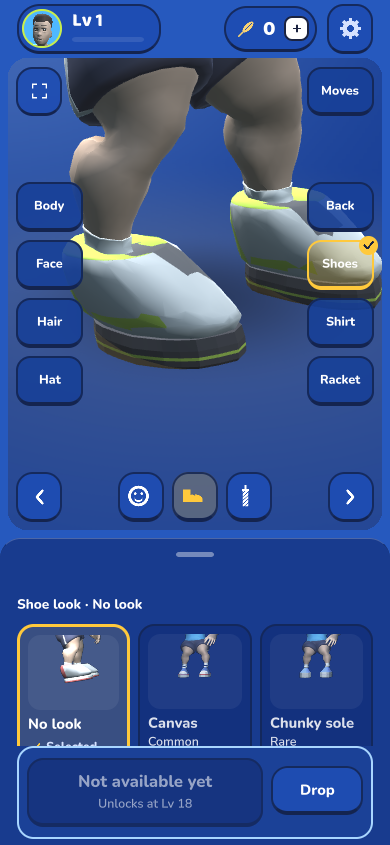 Lv 1
0
+
Moves
Body
Back
Face
Shoes
Hair
Shirt
Hat
Racket
Shoe look · No look
No look
✓ Selected
Canvas
Common
Chunky sole
Rare
Not available yet
Unlocks at Lv 18
Drop